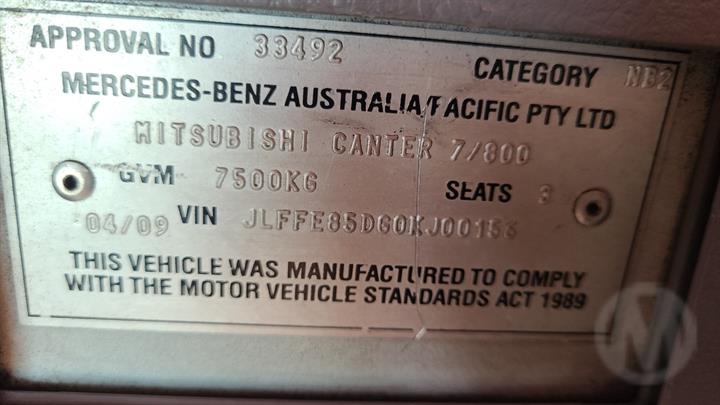 APPROVAL NO 33492
CATEGORY NB2
MERCEDES-BENZ AUSTRALIA/PACIFIC PTY LTD
MITSUBISHI CANTER 7/800
GVM 7500KG SEATS 3
04/09 VIN JLFFE85DG0KJ00153
THIS VEHICLE WAS MANUFACTURED TO COMPLY
WITH THE MOTOR VEHICLE STANDARDS ACT 1989
M